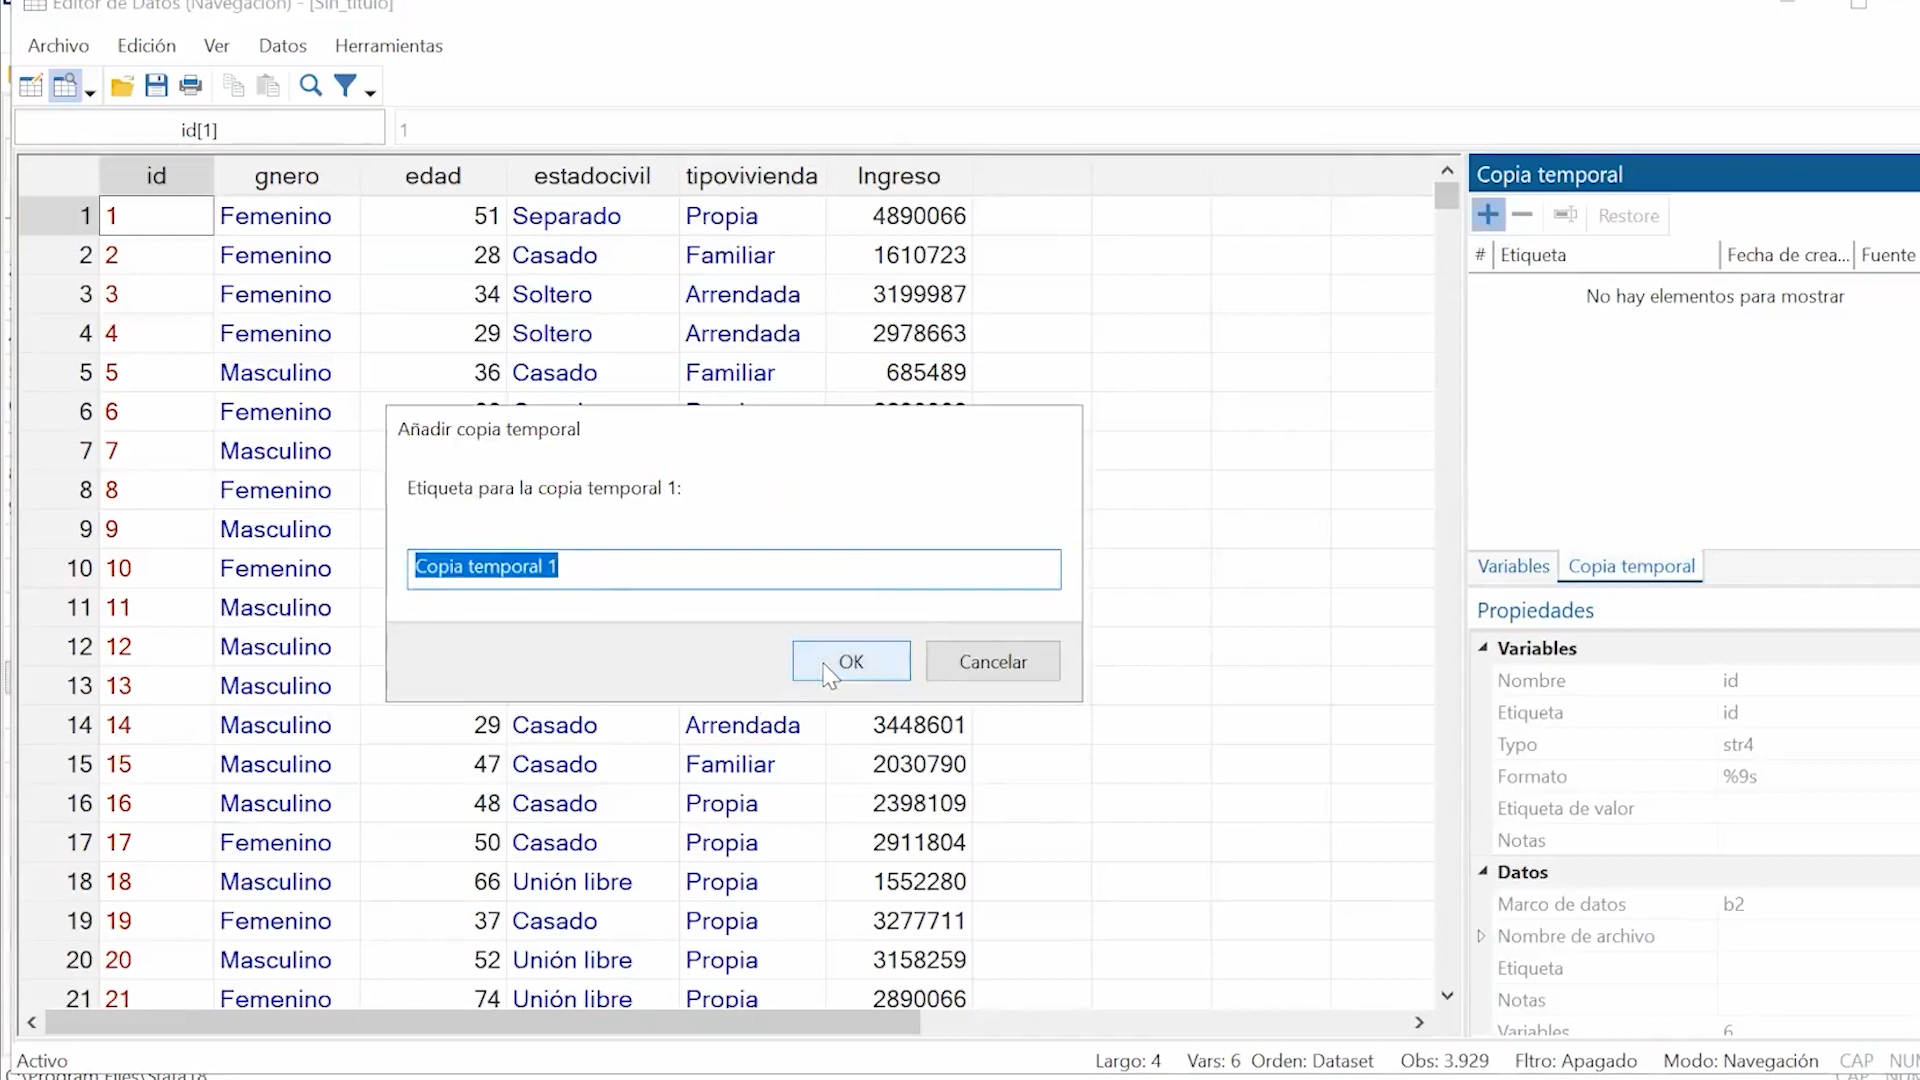 Editor de Datos (Navegación) - [Sin_título]
Archivo Edición Ver Datos Herramientas
id[1] 1
id gnero edad estadocivil tipovivienda Ingreso
1 1 Femenino 51 Separado Propia 4890066
2 2 Femenino 28 Casado Familiar 1610723
3 3 Femenino 34 Soltero Arrendada 3199987
4 4 Femenino 29 Soltero Arrendada 2978663
5 5 Masculino 36 Casado Familiar 685489
6 6 Femenino
7 7 Masculino
8 8 Femenino
9 9 Masculino
10 10 Femenino
11 11 Masculino
12 12 Masculino
13 13 Masculino
14 14 Masculino 29 Casado Arrendada 3448601
15 15 Masculino 47 Casado Familiar 2030790
16 16 Masculino 48 Casado Propia 2398109
17 17 Femenino 50 Casado Propia 2911804
18 18 Masculino 66 Unión libre Propia 1552280
19 19 Femenino 37 Casado Propia 3277711
20 20 Masculino 52 Unión libre Propia 3158259
21 21 Femenino 74 Unión libre Propia 2890066
Añadir copia temporal
Etiqueta para la copia temporal 1:
Copia temporal 1
OK Cancelar
Copia temporal
Restore
# Etiqueta Fecha de crea... Fuente
No hay elementos para mostrar
Variables Copia temporal
Propiedades
Variables
Nombre id
Etiqueta id
Typo str4
Formato %9s
Etiqueta de valor
Notas
Datos
Marco de datos b2
Nombre de archivo
Etiqueta
Notas
Variables 6
Activo
Largo: 4 Vars: 6 Orden: Dataset Obs: 3.929 Fltro: Apagado Modo: Navegación CAP NUM